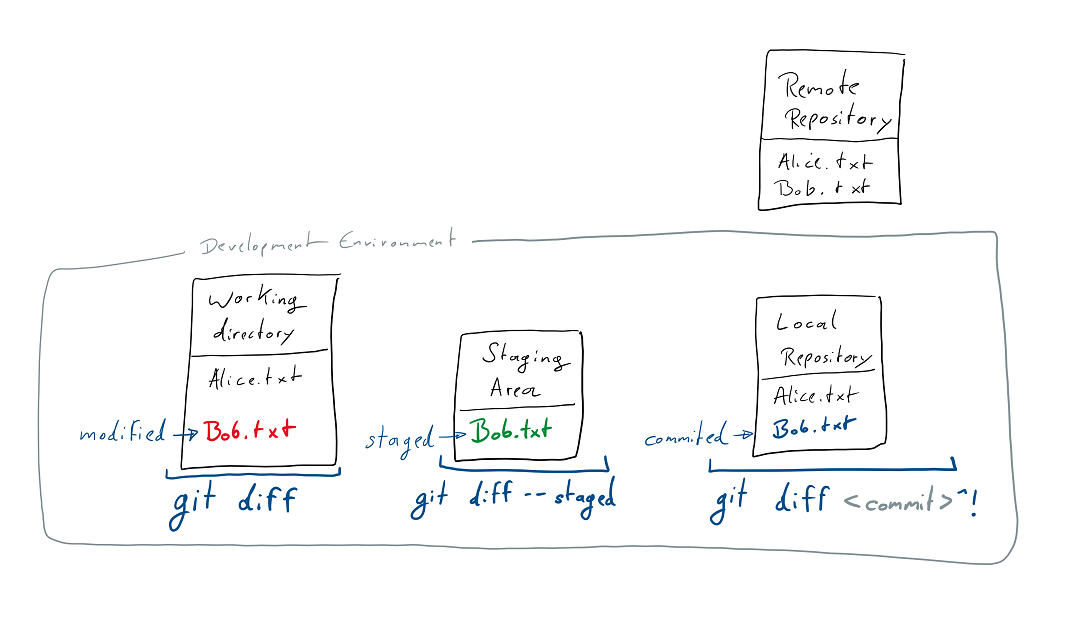 Remote
Repository
Alice.txt
Bob.txt
Development Environment
Working
directory
Alice.txt
modified
Bob.txt
git diff
Staging
Area
staged
Bob.txt
git diff --staged
Local
Repository
Alice.txt
commited
Bob.txt
git diff <commit>^!